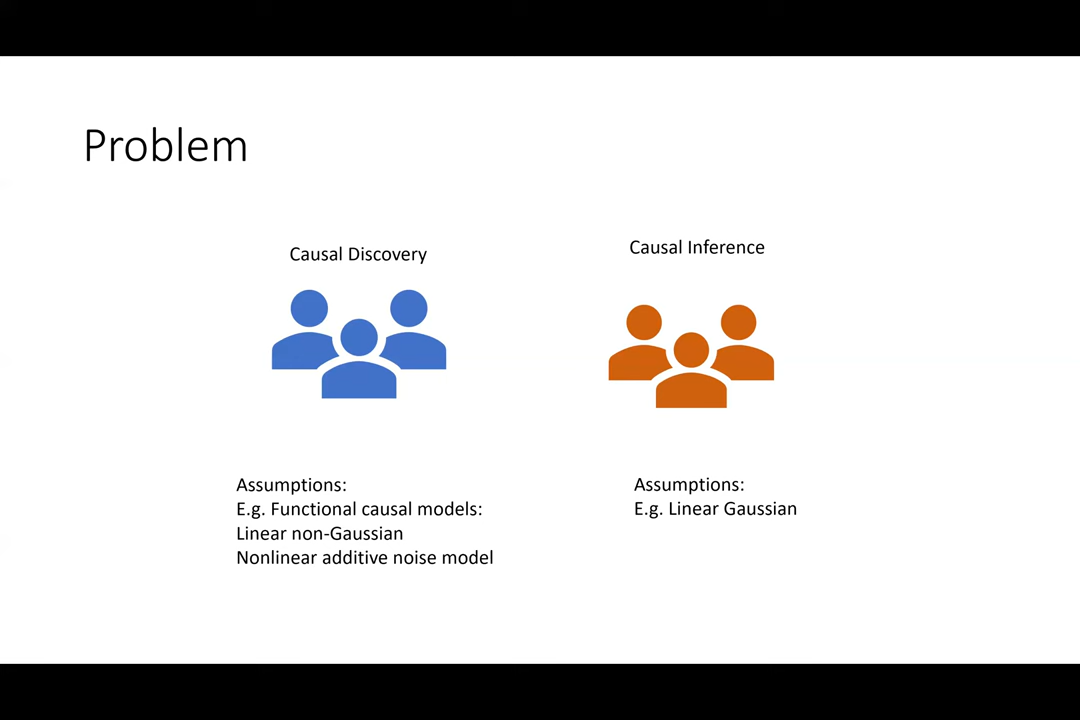 Problem
Causal Discovery
Causal Inference
Assumptions:
E.g. Functional causal models:
Linear non-Gaussian
Nonlinear additive noise model
Assumptions:
E.g. Linear Gaussian